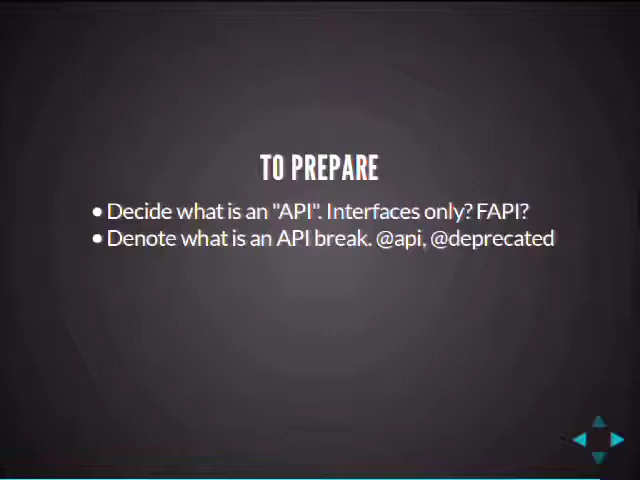 TO PREPARE
• Decide what is an "API". Interfaces only? FAPI?
• Denote what is an API break. @api, @deprecated